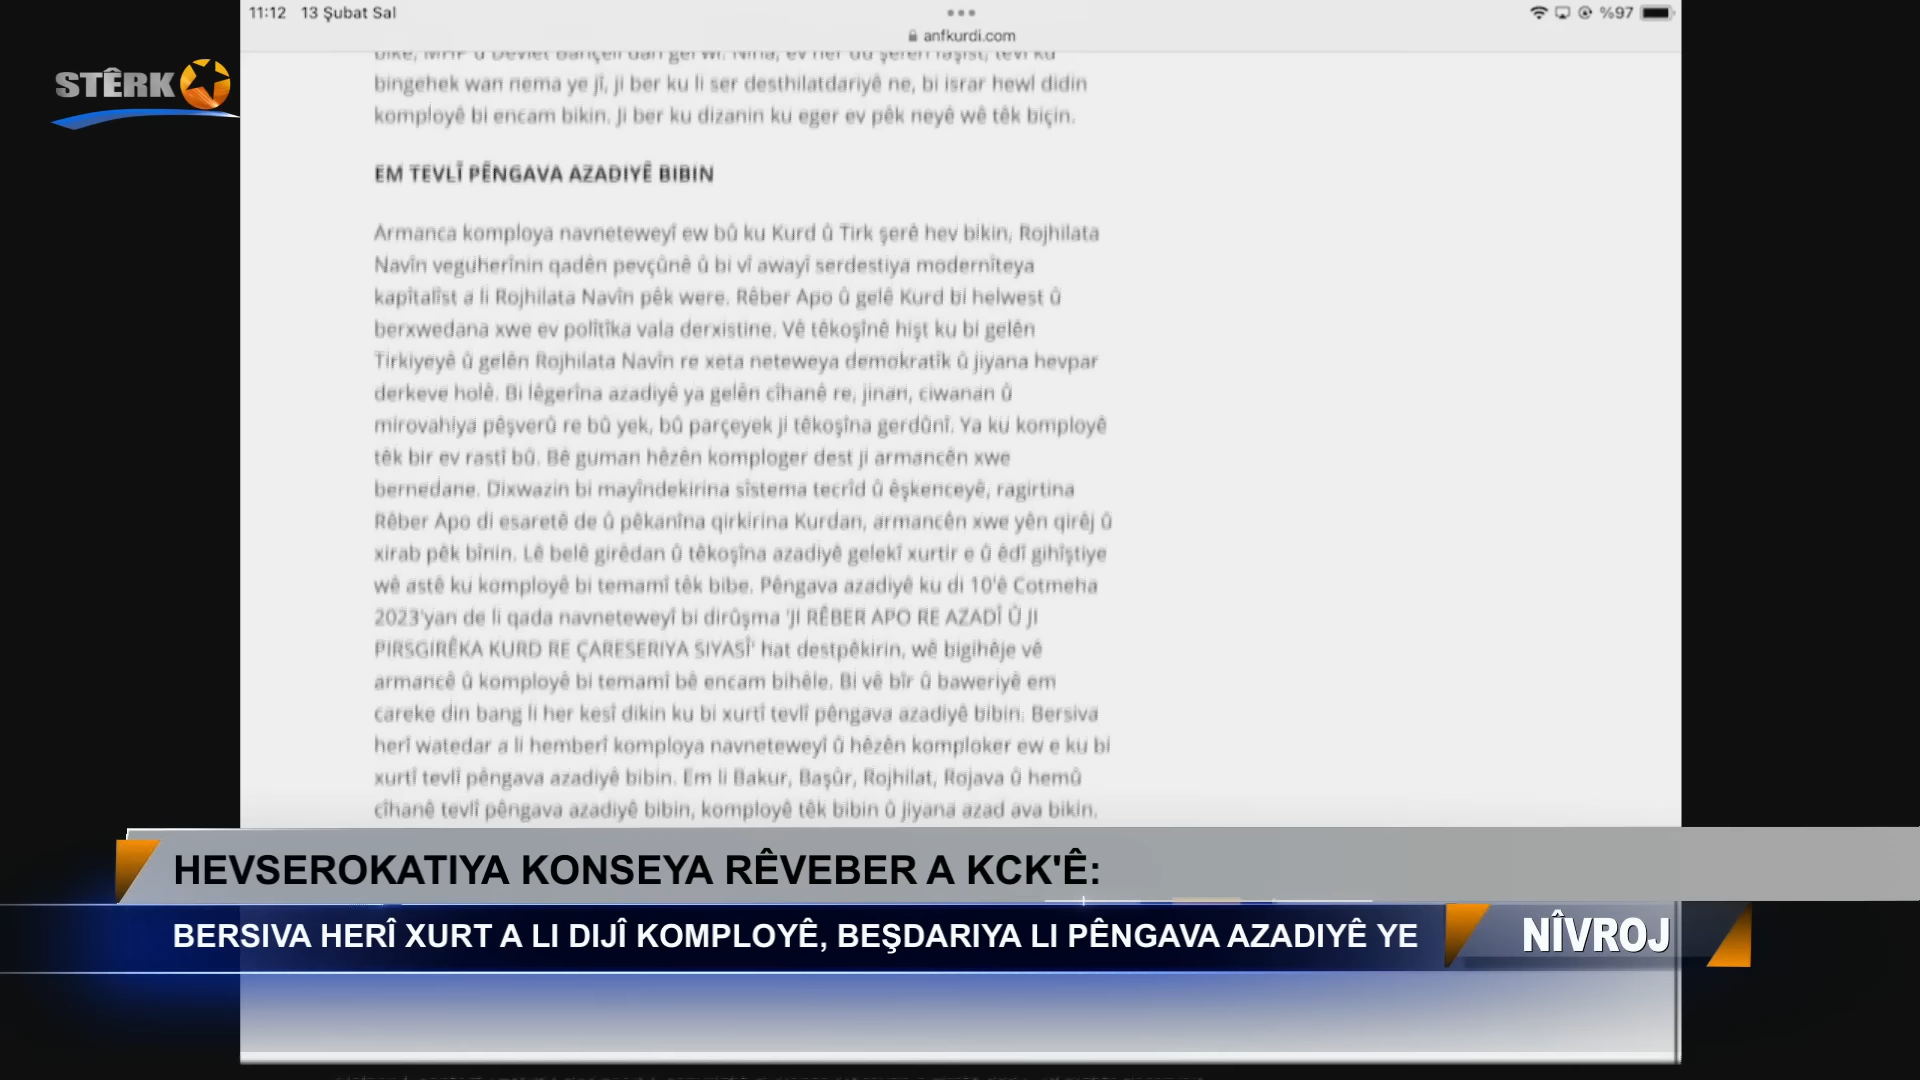 11:12 13 Şubat Sal
%97
anfkurdi.com
STÊRK
bingehek wan nema ye jî, ji ber ku li ser desthilatdariyê ne, bi israr hewl didin
komployê bi encam bikin. Ji ber ku dizanin ku eger ev pêk neyê wê têk biçin.
EM TEVLÎ PÊNGAVA AZADIYÊ BIBIN
Armanca komploya navneteweyî ew bû ku Kurd û Tirk şerê hev bikin, Rojhilata
Navîn veguherînin qadên pevçûnê û bi vî awayî serdestiya modernîteya
kapîtalîst a li Rojhilata Navîn pêk were. Rêber Apo û gelê Kurd bi helwest û
berxwedana xwe ev polîtîka vala derxistine. Vê têkoşînê hişt ku bi gelên
Tirkiyeyê û gelên Rojhilata Navîn re xeta neteweya demokratîk û jiyana hevpar
derkeve holê. Bi lêgerîna azadiyê ya gelên cîhanê re, jinan, ciwanan û
mirovahiya pêşverû re bû yek, bû parçeyek ji têkoşîna gerdûnî. Ya ku komployê
têk bir ev rastî bû. Bê guman hêzên komploger dest ji armancên xwe
bernedane. Dixwazin bi mayîndekirina sîstema tecrîd û êşkenceyê, ragirtina
Rêber Apo di esaretê de û pêkanîna qirkirina Kurdan, armancên xwe yên qirêj û
xirab pêk bînin. Lê belê girêdan û têkoşîna azadiyê gelekî xurtir e û êdî gihîştiye
wê astê ku komployê bi temamî têk bibe. Pêngava azadiyê ku di 10'ê Cotmeha
2023'yan de li qada navneteweyî bi dirûşma 'JI RÊBER APO RE AZADÎ Û JI
PIRSGIRÊKA KURD RE ÇARESERIYA SIYASÎ' hat destpêkirin, wê bigihêje vê
armancê û komployê bi temamî bê encam bihêle. Bi vê bîr û baweriyê em
careke din bang li her kesî dikin ku bi xurtî tevlî pêngava azadiyê bibin. Bersiva
herî watedar a li hemberî komploya navneteweyî û hêzên komploker ew e ku bi
xurtî tevlî pêngava azadiyê bibin. Em li Bakur, Başûr, Rojhilat, Rojava û hemû
cîhanê tevlî pêngava azadiyê bibin, komployê têk bibin û jiyana azad ava bikin.
HEVSEROKATIYA KONSEYA RÊVEBER A KCK'Ê:
BERSIVA HERÎ XURT A LI DIJÎ KOMPLOYÊ, BEŞDARIYA LI PÊNGAVA AZADIYÊ YE
NÎVROJ